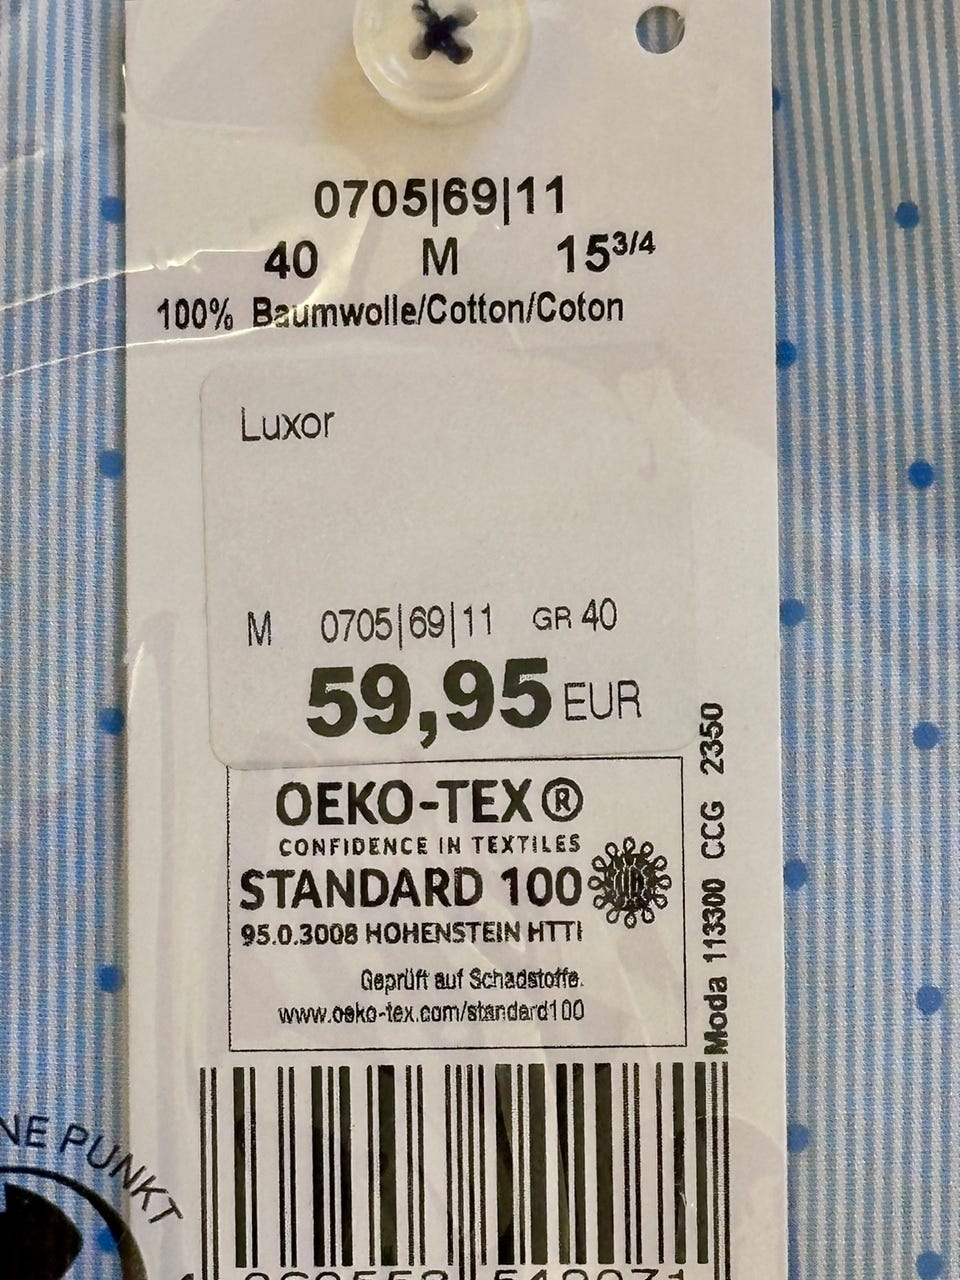 0705|69|11
40 M 15 3/4
100% Baumwolle/Cotton/Coton
Luxor
M 0705|69|11 GR 40
59,95 EUR
OEKO-TEX®
CONFIDENCE IN TEXTILES
STANDARD 100
95.0.3008 HOHENSTEIN HTTI
Geprüft auf Schadstoffe.
www.oeko-tex.com/standard100
Moda 113300 CCG 2350
PUNKT